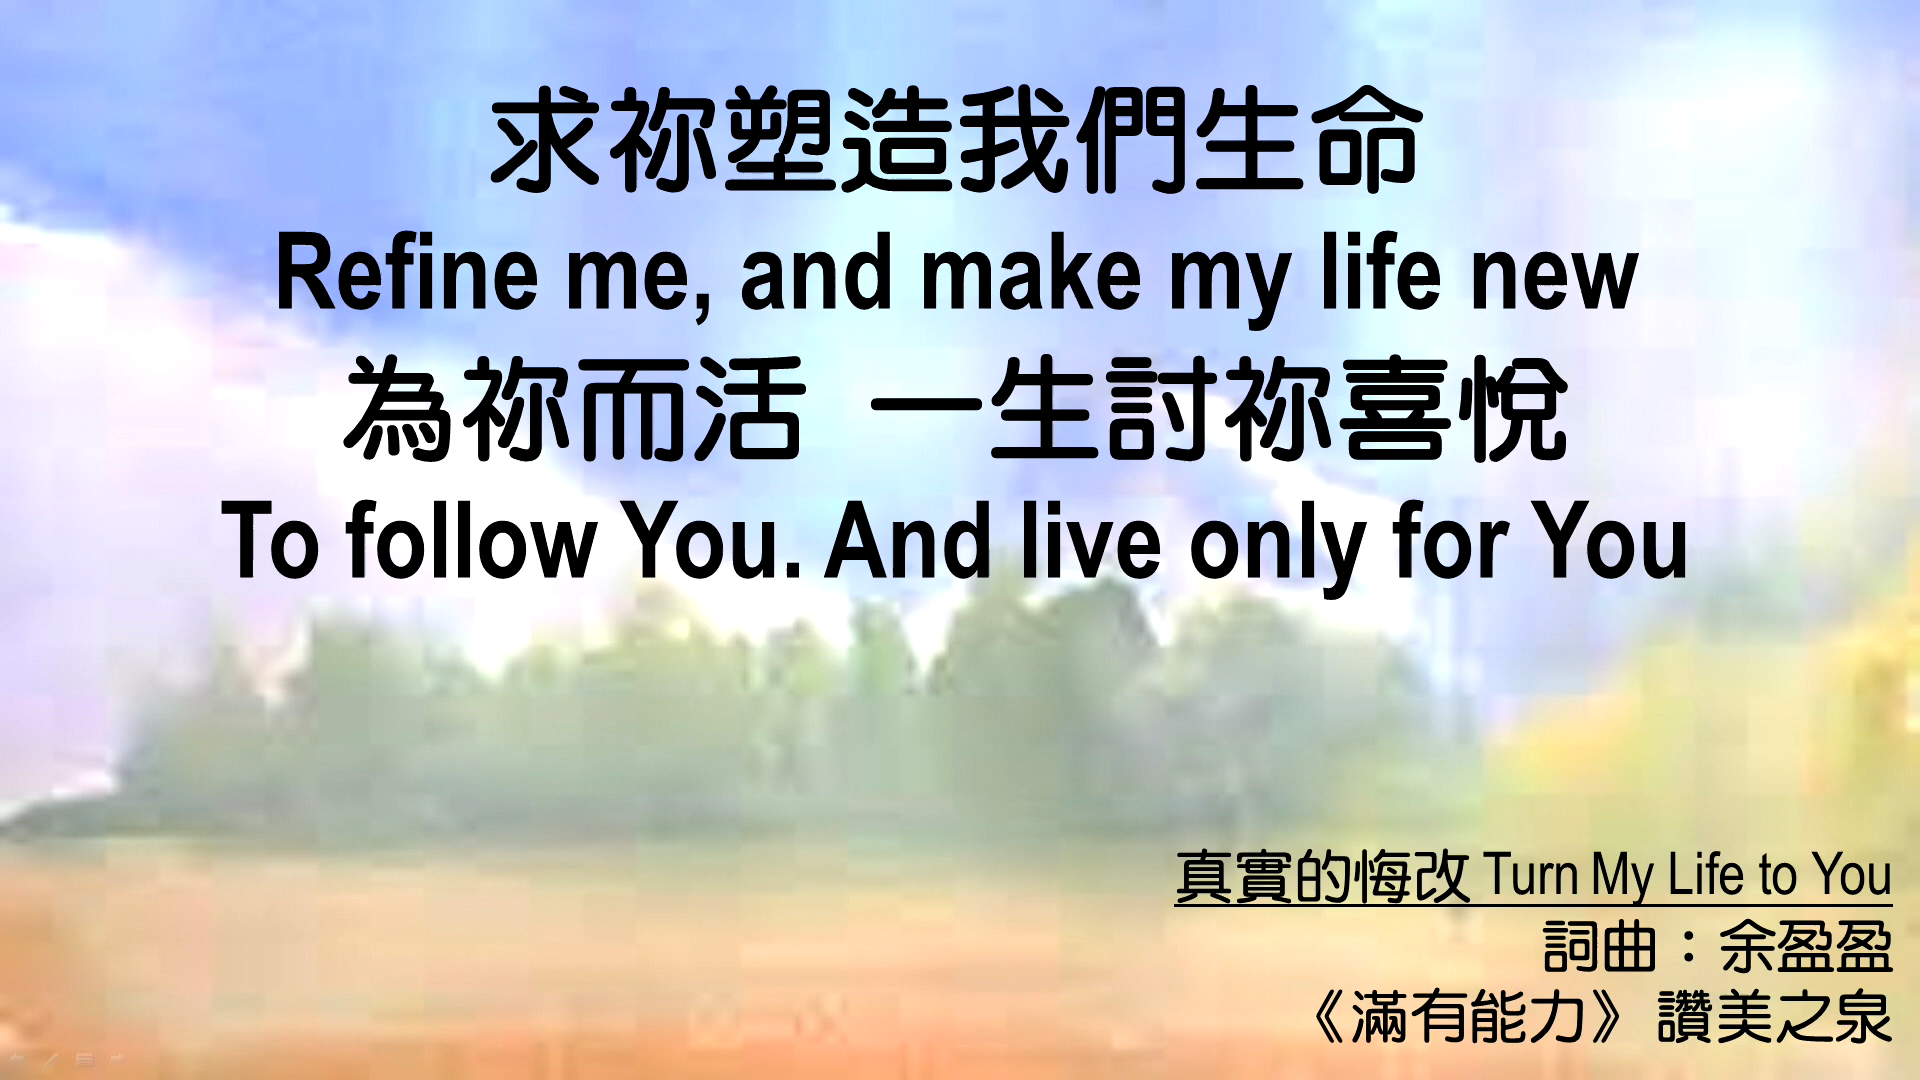 求祢塑造我們生命
Refine me, and make my life new
為祢而活 一生討祢喜悅
To follow You. And live only for You
真實的悔改 Turn My Life to You
詞曲：余盈盈
《滿有能力》 讚美之泉